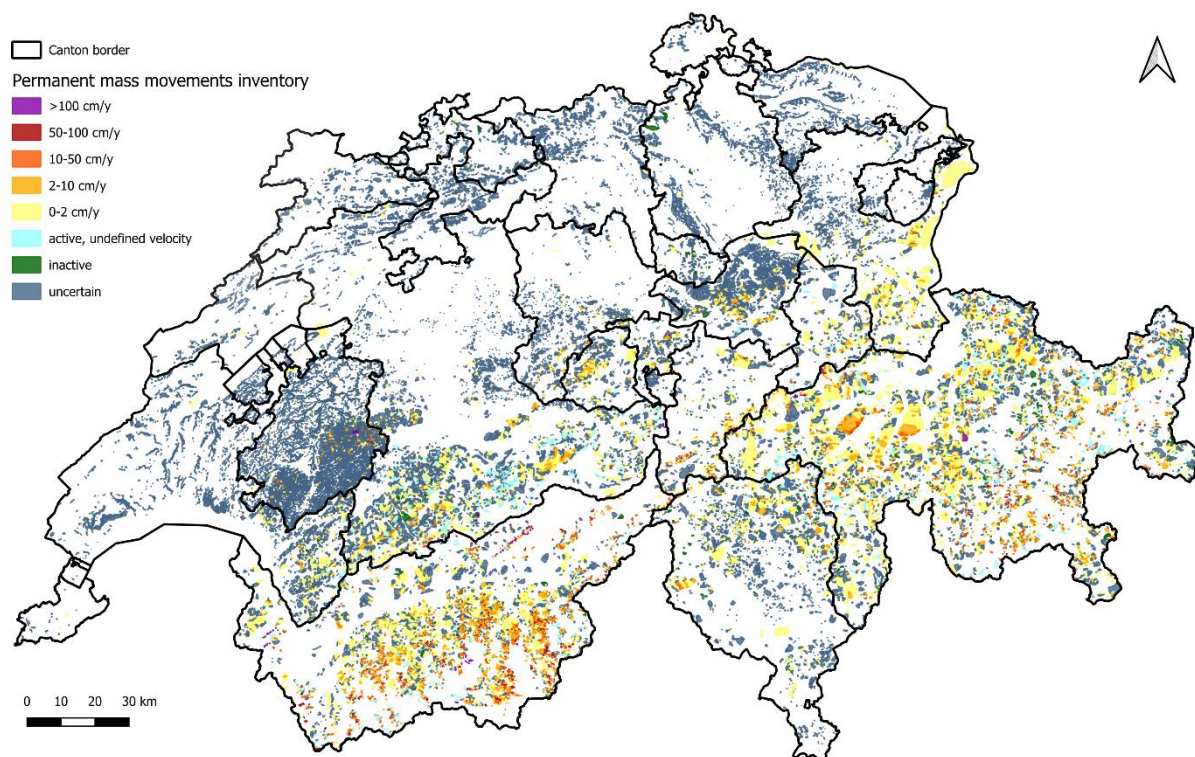 Canton border
Permanent mass movements inventory
>100 cm/y
50-100 cm/y
10-50 cm/y
2-10 cm/y
0-2 cm/y
active, undefined velocity
inactive
uncertain
0 10 20 30 km